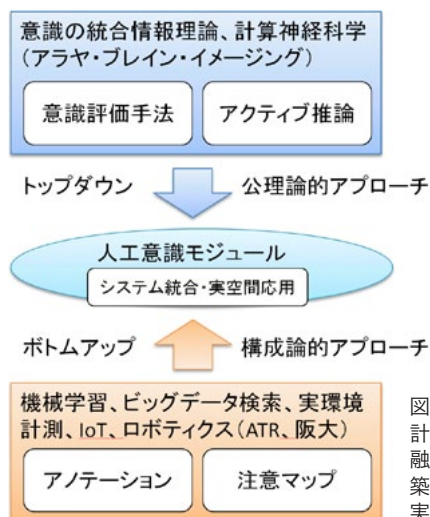 意識の統合情報理論、計算神経科学
(アラヤ・ブレイン・イメージング)
意識評価手法
アクティブ推論
トップダウン
公理論的アプローチ
人工意識モジュール
システム統合・実空間応用
ボトムアップ
構成論的アプローチ
機械学習、ビッグデータ検索、実環境
計測、IoT、ロボティクス(ATR、阪大)
アノテーション
注意マップ
図
計
融
築
実